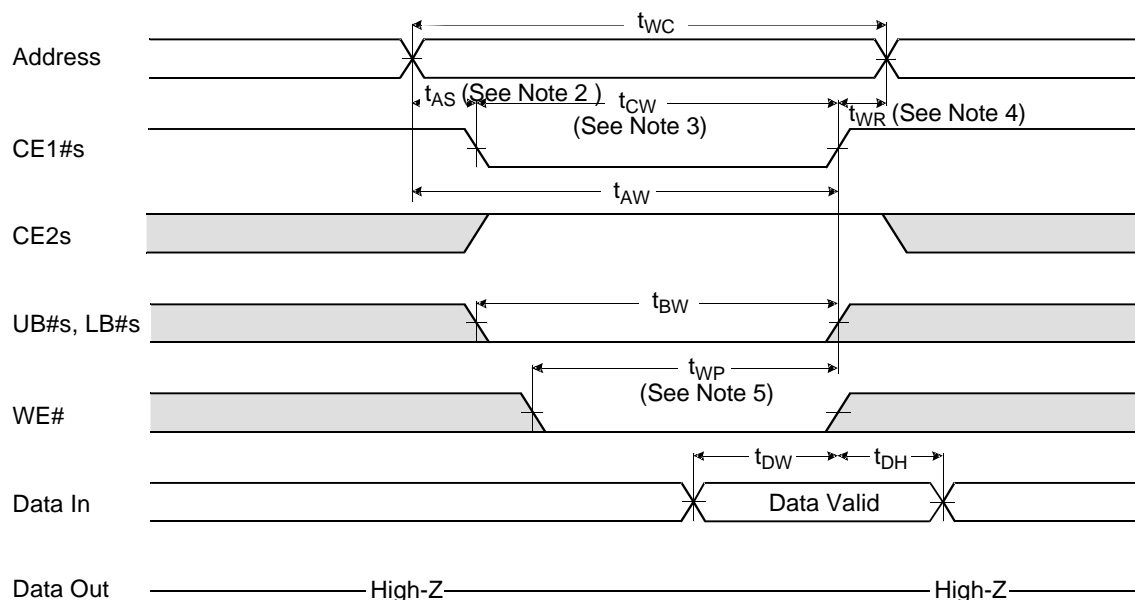 tWC
Address
tAS (See Note 2 )
tCW
(See Note 3)
tWR (See Note 4)
CE1#s
tAW
CE2s
tBW
UB#s, LB#s
tWP
(See Note 5)
WE#
tDW
tDH
Data In
Data Valid
Data Out
High-Z
High-Z